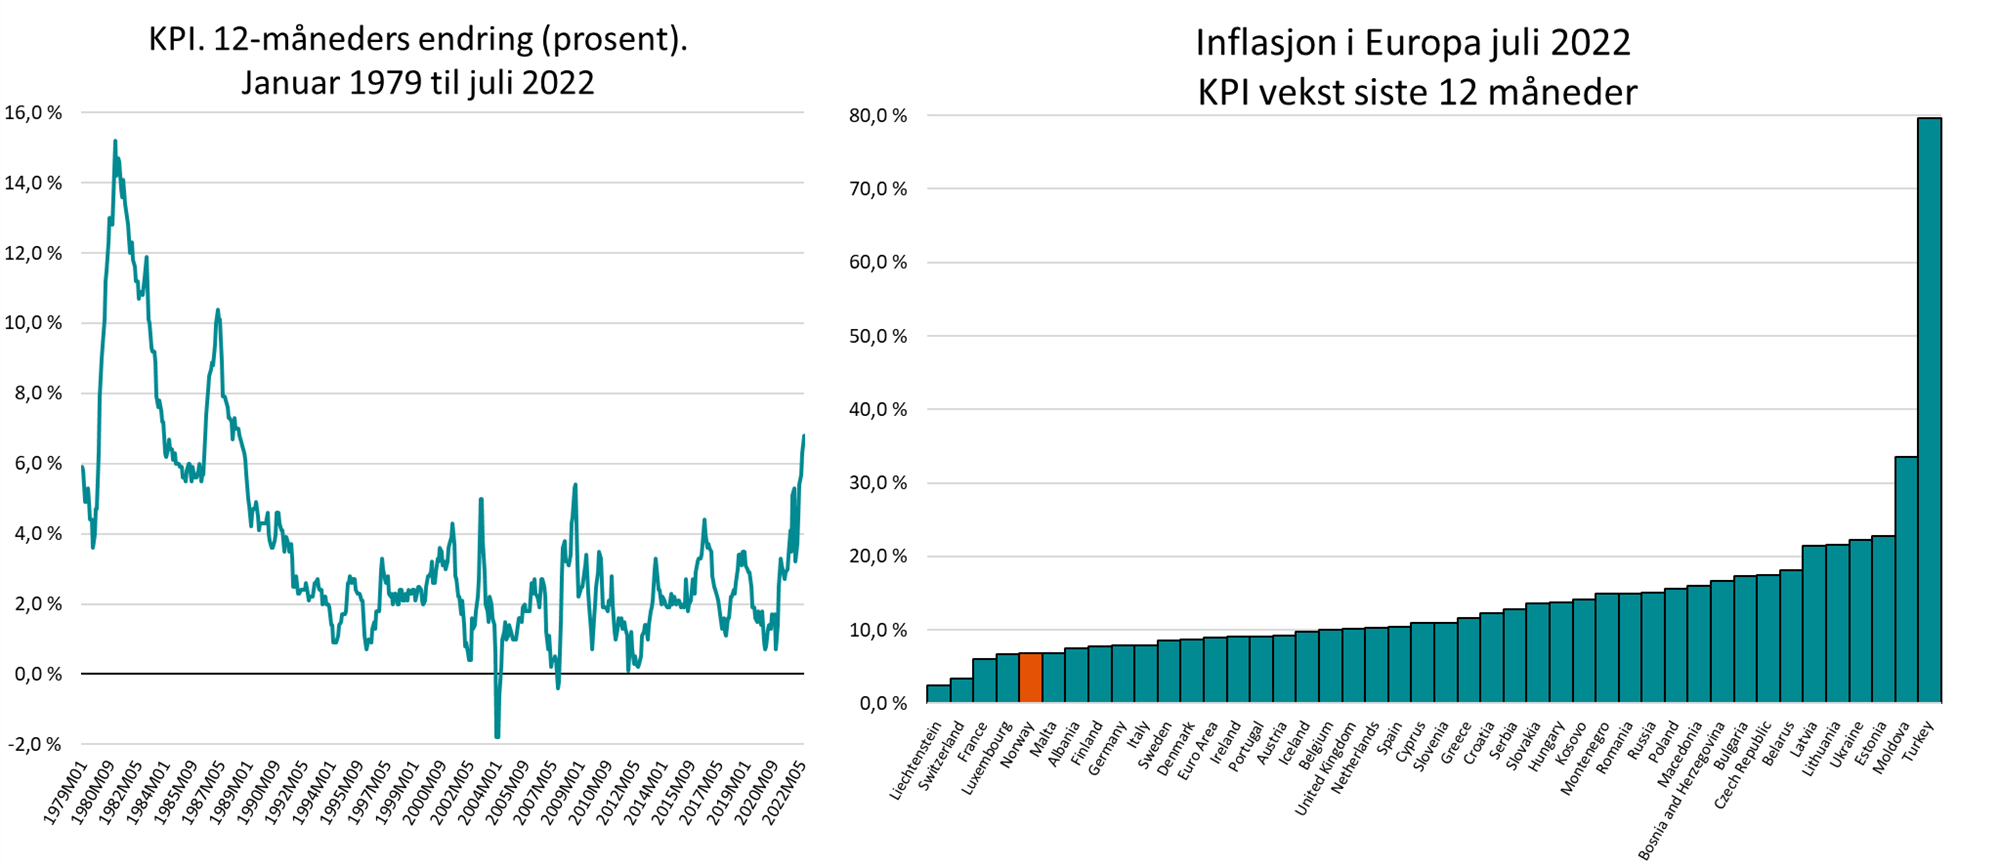 KPI. 12-måneders endring (prosent).
Januar 1979 til juli 2022
16,0 %
14,0 %
12,0 %
10,0 %
8,0 %
6,0 %
4,0 %
2,0 %
0,0 %
-2,0 %
1979M01
1980M09
1982M05
1984M01
1985M09
1987M05
1989M01
1990M09
1992M05
1994M01
1995M09
1997M05
1999M01
2000M09
2002M05
2004M01
2005M09
2007M05
2009M01
2010M09
2012M05
2014M01
2015M09
2017M05
2019M01
2020M09
2022M05
Inflasjon i Europa juli 2022
KPI vekst siste 12 måneder
80,0 %
70,0 %
60,0 %
50,0 %
40,0 %
30,0 %
20,0 %
10,0 %
0,0 %
Liechtenstein
Switzerland
France
Luxembourg
Norway
Malta
Albania
Finland
Germany
Italy
Sweden
Denmark
Euro Area
Ireland
Portugal
Austria
Iceland
Belgium
United Kingdom
Netherlands
Spain
Cyprus
Slovenia
Greece
Croatia
Serbia
Slovakia
Hungary
Kosovo
Montenegro
Romania
Russia
Poland
Macedonia
Bosnia and Herzegovina
Bulgaria
Czech Republic
Belarus
Latvia
Lithuania
Ukraine
Estonia
Moldova
Turkey